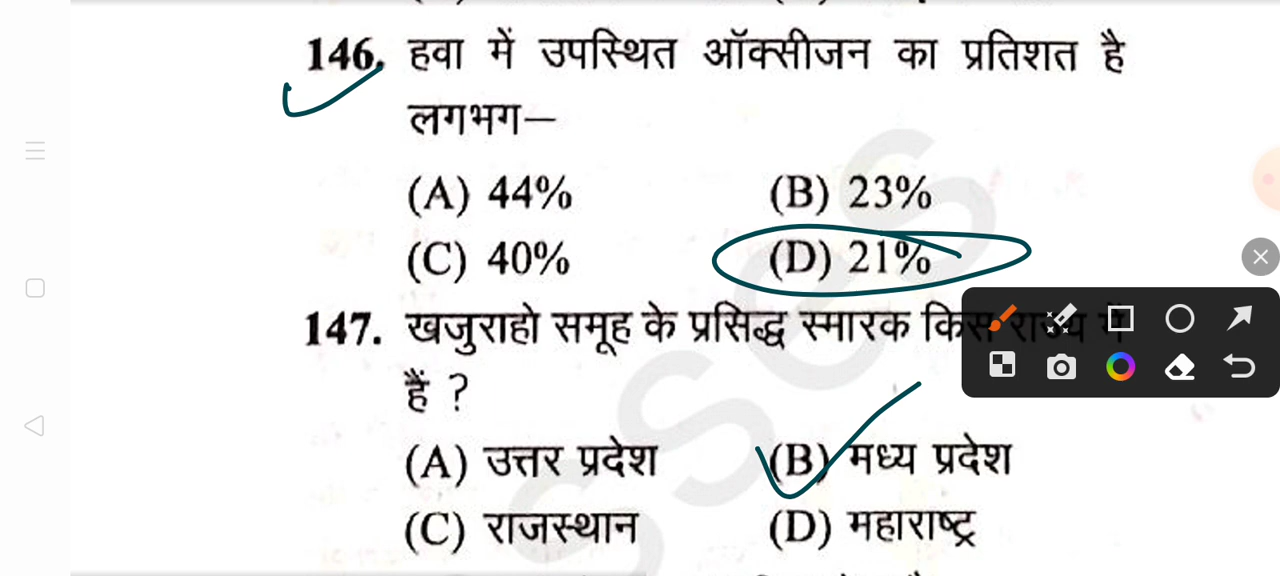 146. हवा में उपस्थित ऑक्सीजन का प्रतिशत है
लगभग—
(A) 44% (B) 23%
(C) 40% (D) 21%
147. खजुराहो समूह के प्रसिद्ध स्मारक किस राज्य में
हैं ?
(A) उत्तर प्रदेश (B) मध्य प्रदेश
(C) राजस्थान (D) महाराष्ट्र